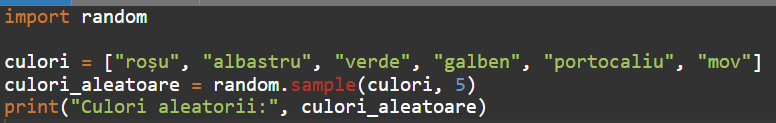 import random
culori = ["roșu", "albastru", "verde", "galben", "portocaliu", "mov"]
culori_aleatoare = random.sample(culori, 5)
print("Culori aleatorii:", culori_aleatoare)